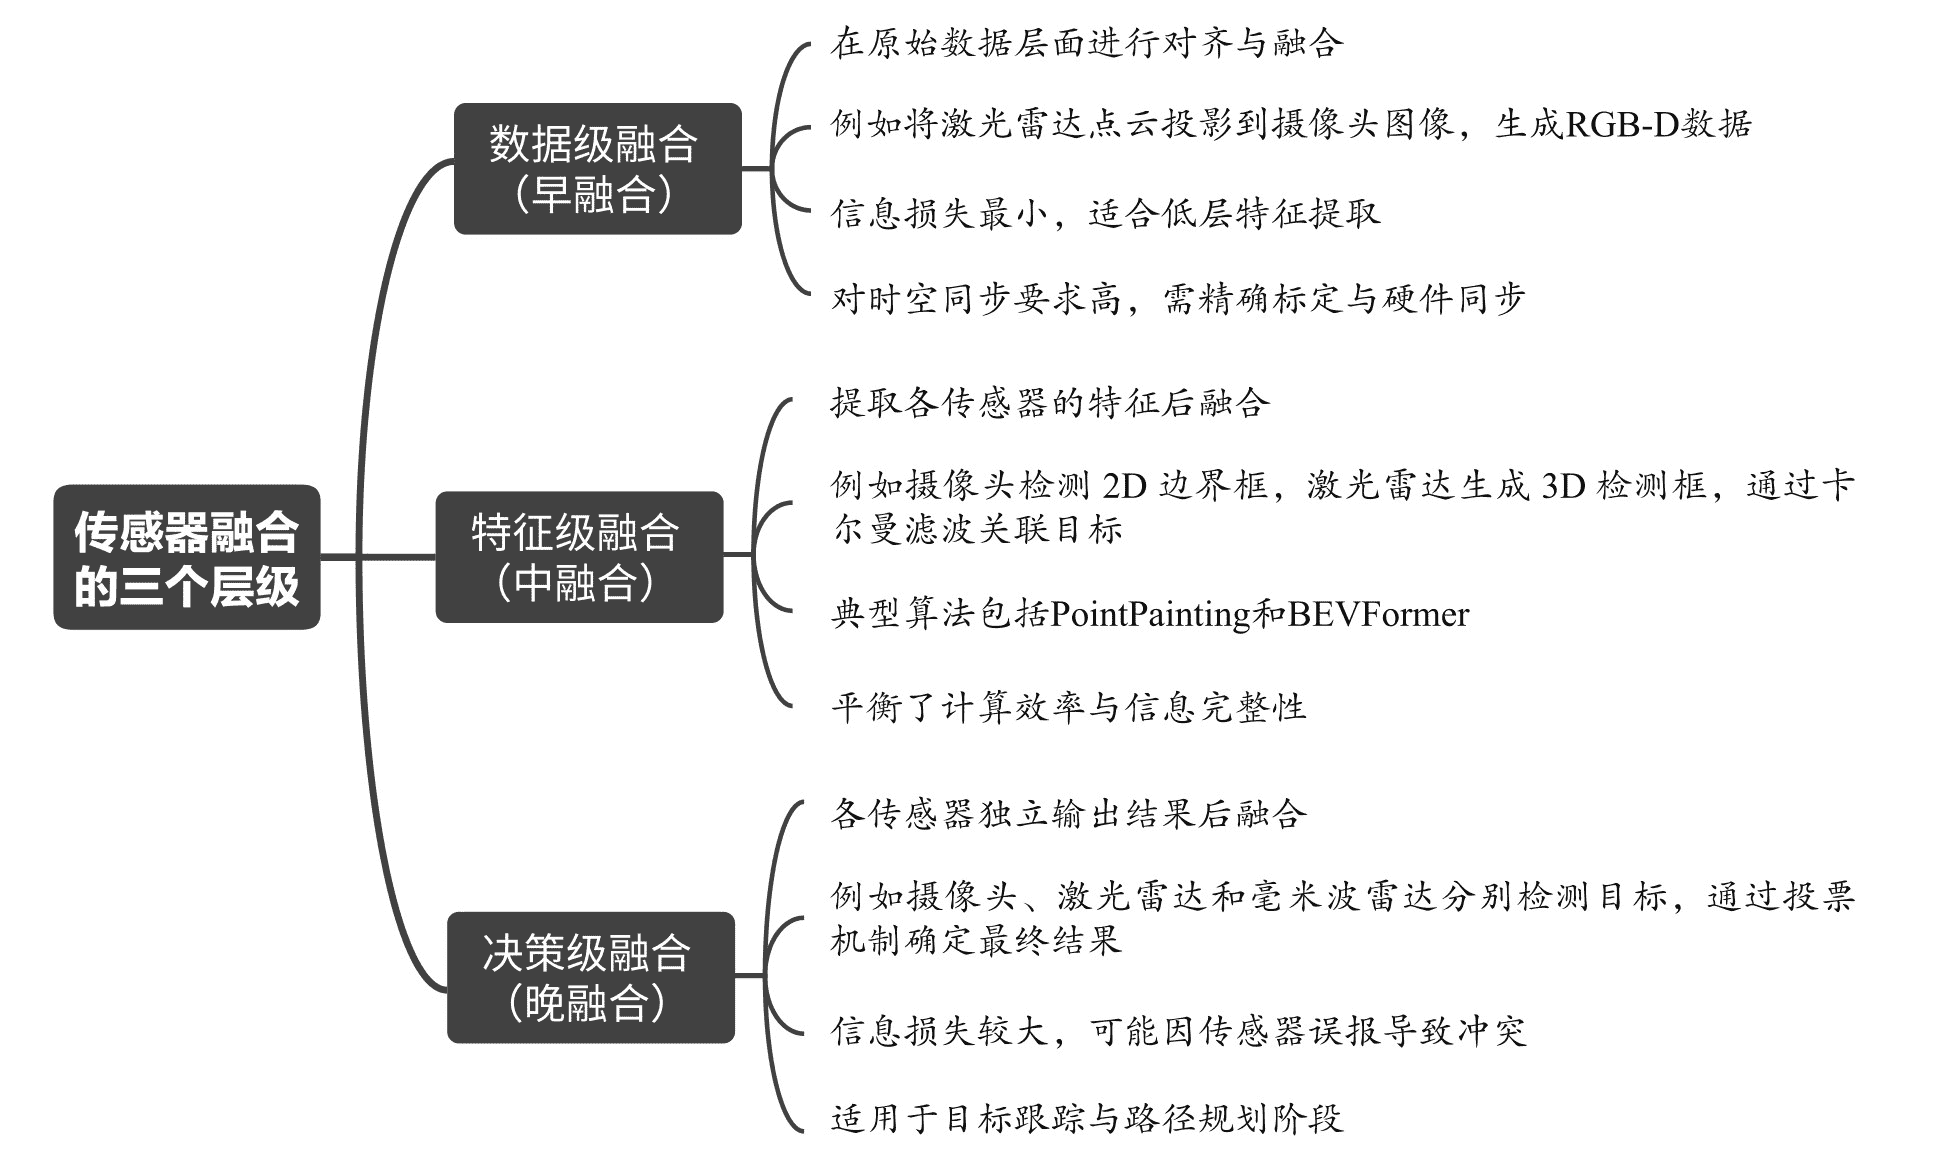 传感器融合
的三个层级
数据级融合
（早融合）
在原始数据层面进行对齐与融合
例如将激光雷达点云投影到摄像头图像，生成RGB-D数据
信息损失最小，适合低层特征提取
对时空同步要求高，需精确标定与硬件同步
特征级融合
（中融合）
提取各传感器的特征后融合
例如摄像头检测 2D 边界框，激光雷达生成 3D 检测框，通过卡
尔曼滤波关联目标
典型算法包括PointPainting和BEVFormer
平衡了计算效率与信息完整性
决策级融合
（晚融合）
各传感器独立输出结果后融合
例如摄像头、激光雷达和毫米波雷达分别检测目标，通过投票
机制确定最终结果
信息损失较大，可能因传感器误报导致冲突
适用于目标跟踪与路径规划阶段